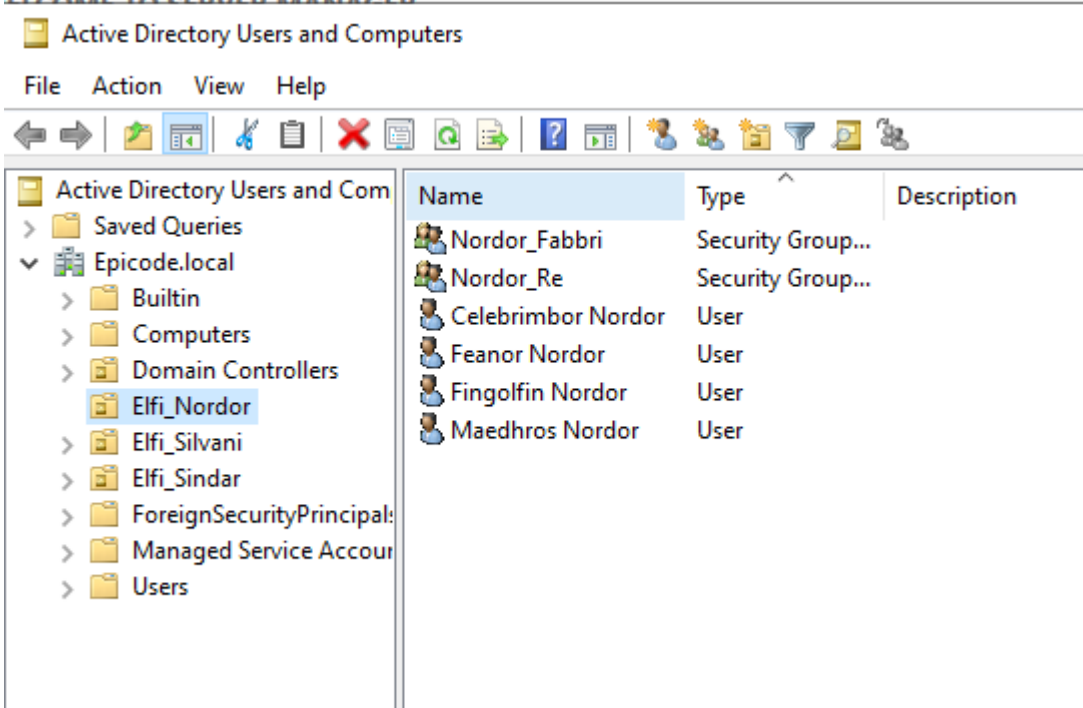 Active Directory Users and Computers
File Action View Help
Active Directory Users and Com
Saved Queries
Epicode.local
Builtin
Computers
Domain Controllers
Elfi_Nordor
Elfi_Silvani
Elfi_Sindar
ForeignSecurityPrincipals
Managed Service Accour
Users
Name Type Description
Nordor_Fabbri Security Group...
Nordor_Re Security Group...
Celebrimbor Nordor User
Feanor Nordor User
Fingolfin Nordor User
Maedhros Nordor User